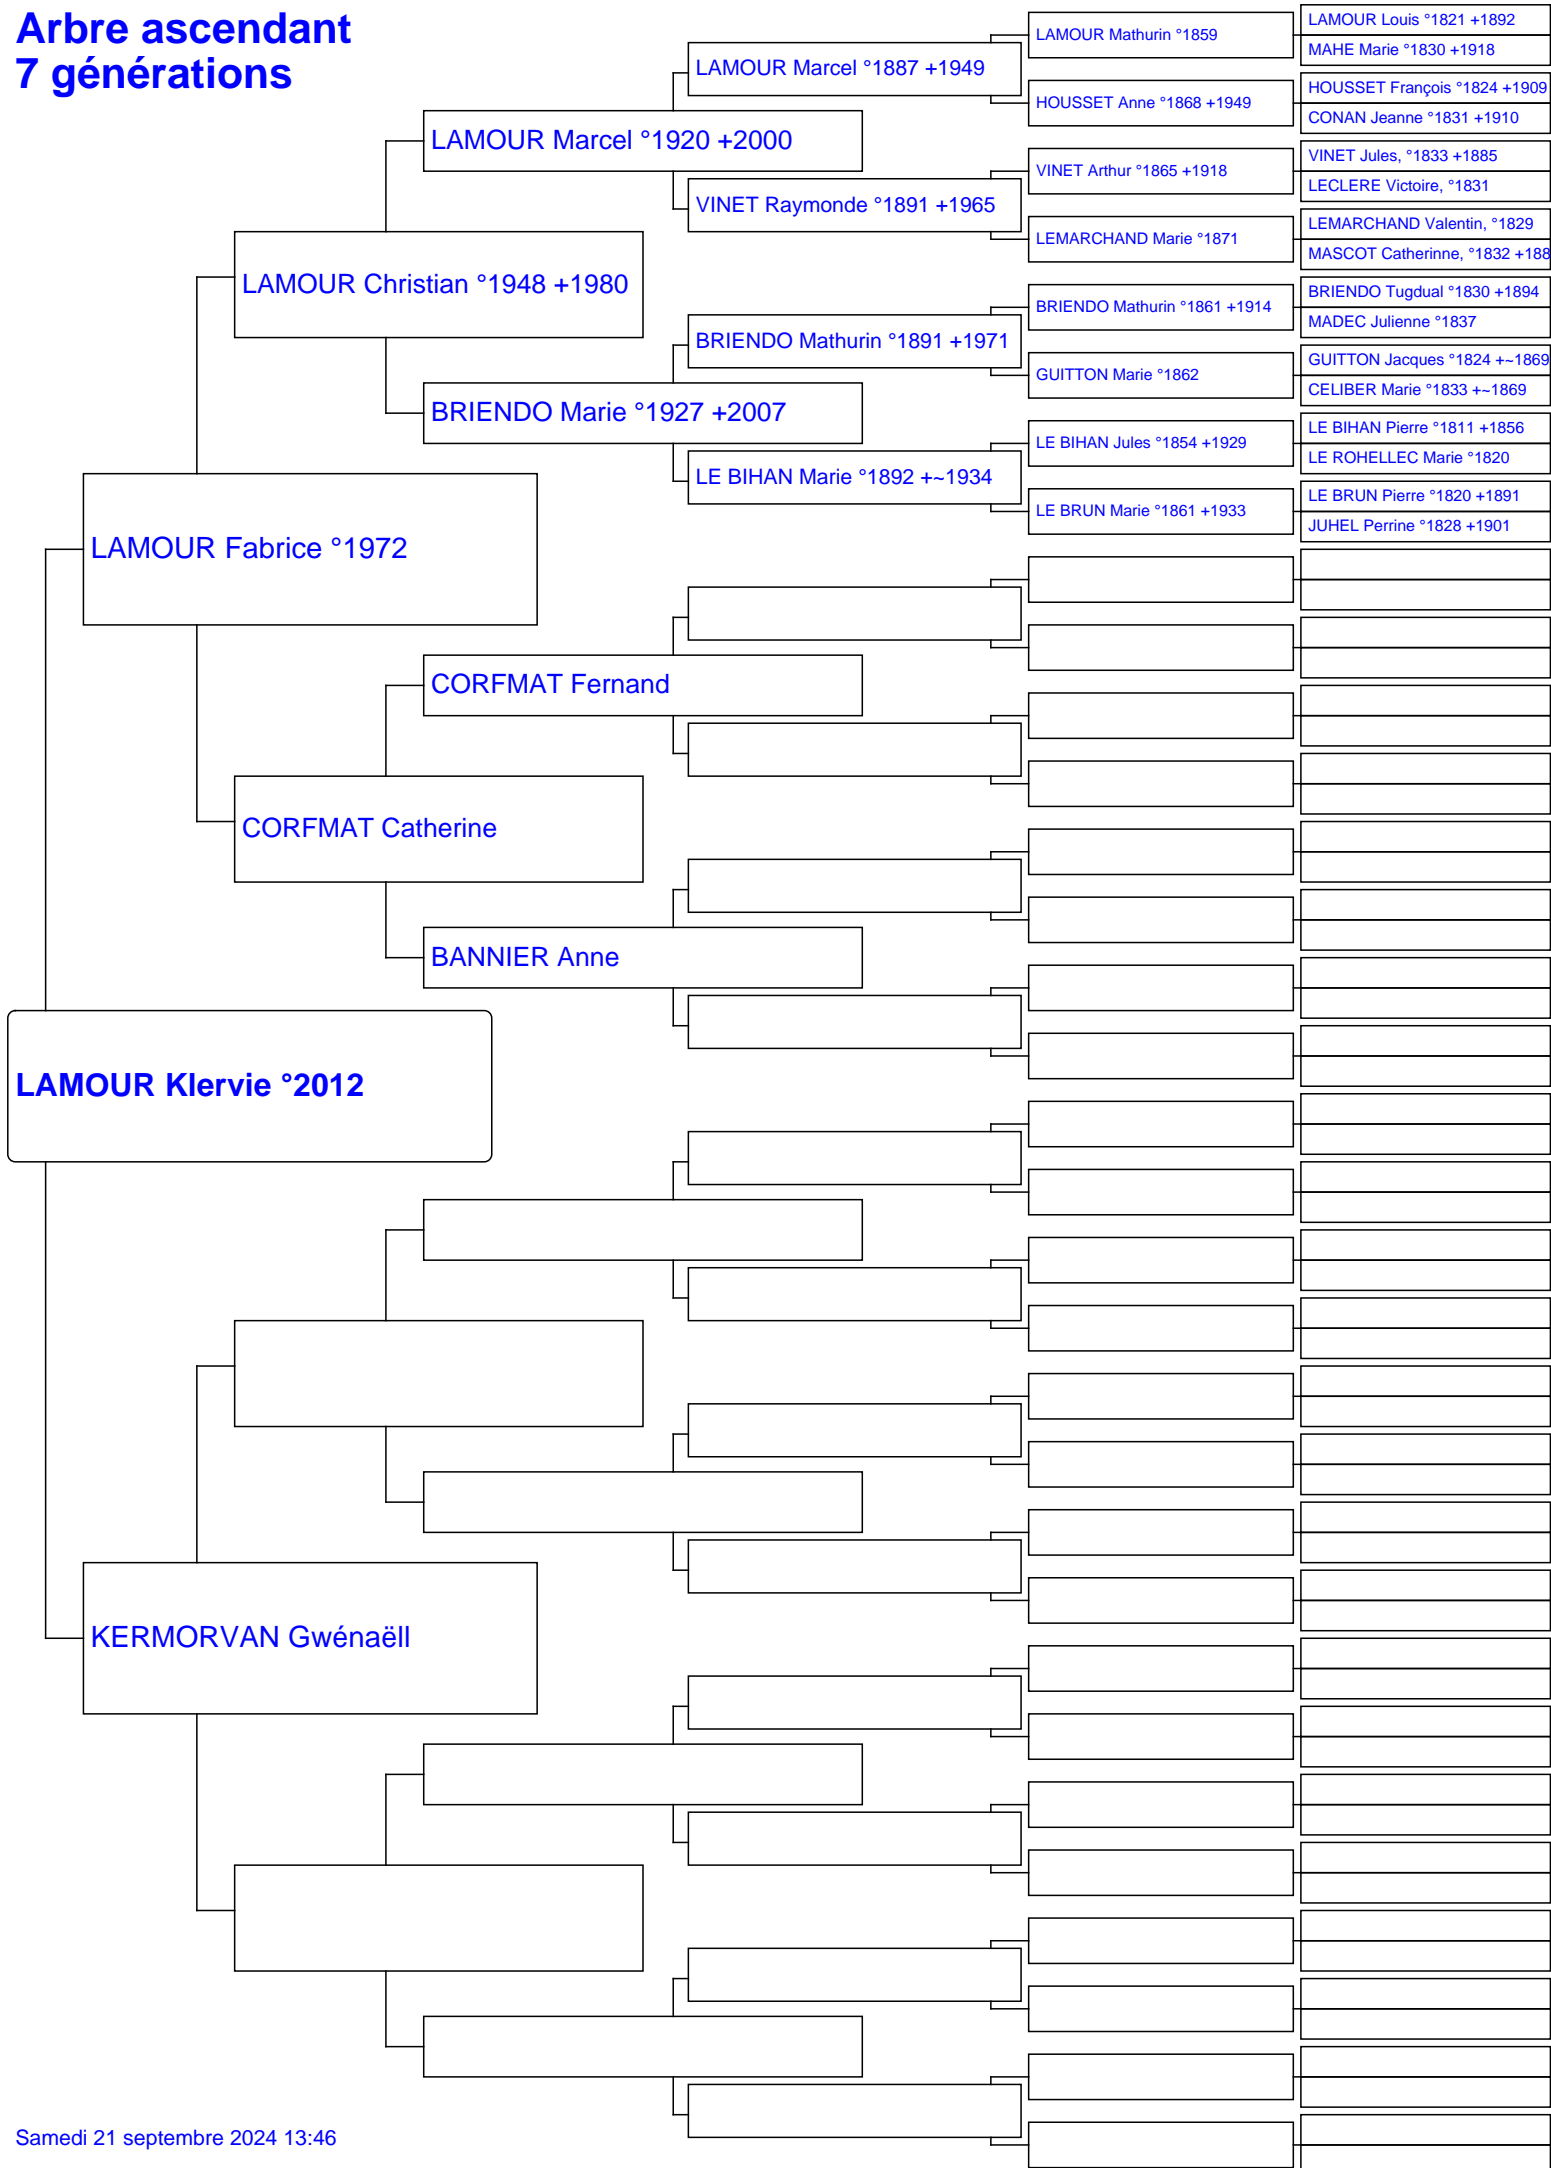 Arbre ascendant
7 générations
LAMOUR Klervie °2012
LAMOUR Fabrice °1972
KERMORVAN Gwénaëll
LAMOUR Christian °1948 +1980
CORFMAT Catherine
LAMOUR Marcel °1920 +2000
BRIENDO Marie °1927 +2007
CORFMAT Fernand
BANNIER Anne
LAMOUR Marcel °1887 +1949
VINET Raymonde °1891 +1965
BRIENDO Mathurin °1891 +1971
LE BIHAN Marie °1892 +~1934
LAMOUR Mathurin °1859
HOUSSET Anne °1868 +1949
VINET Arthur °1865 +1918
LEMARCHAND Marie °1871
BRIENDO Mathurin °1861 +1914
GUITTON Marie °1862
LE BIHAN Jules °1854 +1929
LE BRUN Marie °1861 +1933
LAMOUR Louis °1821 +1892
MAHE Marie °1830 +1918
HOUSSET François °1824 +1909
CONAN Jeanne °1831 +1910
VINET Jules, °1833 +1885
LECLERE Victoire, °1831
LEMARCHAND Valentin, °1829
MASCOT Catherinne, °1832 +188
BRIENDO Tugdual °1830 +1894
MADEC Julienne °1837
GUITTON Jacques °1824 +~1869
CELIBER Marie °1833 +~1869
LE BIHAN Pierre °1811 +1856
LE ROHELLEC Marie °1820
LE BRUN Pierre °1820 +1891
JUHEL Perrine °1828 +1901
Samedi 21 septembre 2024 13:46